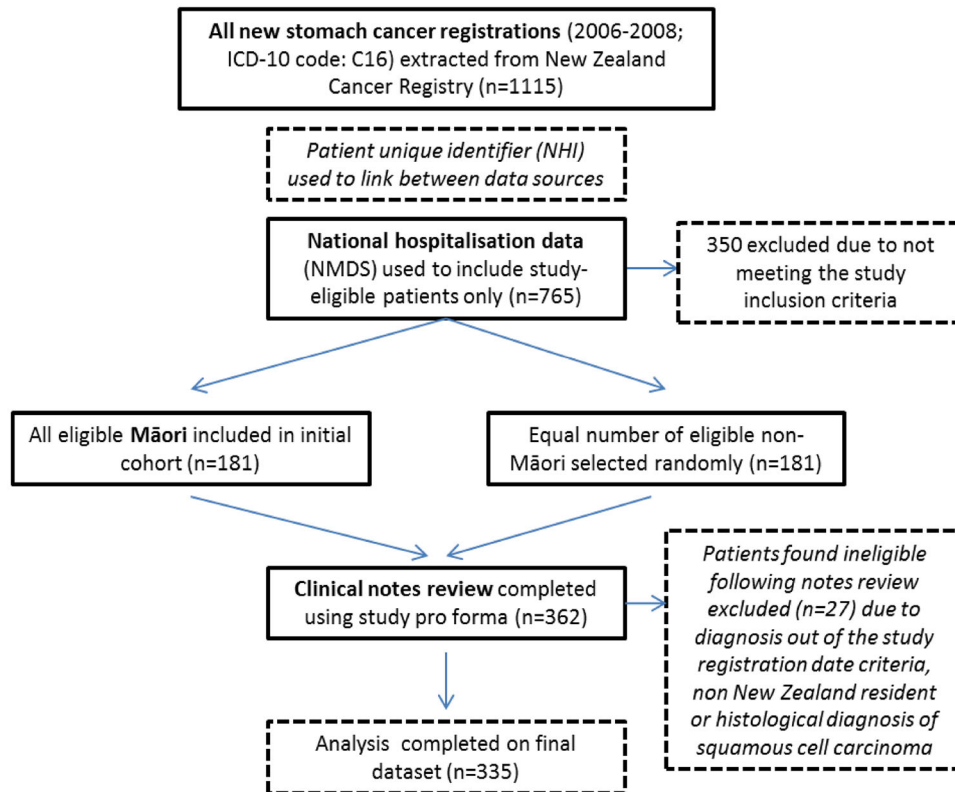 All new stomach cancer registrations (2006-2008;
ICD-10 code: C16) extracted from New Zealand
Cancer Registry (n=1115)
Patient unique identifier (NHI)
used to link between data sources
National hospitalisation data
(NMDS) used to include study-
eligible patients only (n=765)
350 excluded due to not
meeting the study
inclusion criteria
All eligible Māori included in initial
cohort (n=181)
Equal number of eligible non-
Māori selected randomly (n=181)
Clinical notes review completed
using study pro forma (n=362)
Patients found ineligible
following notes review
excluded (n=27) due to
diagnosis out of the study
registration date criteria,
non New Zealand resident
or histological diagnosis of
squamous cell carcinoma
Analysis completed on final
dataset (n=335)